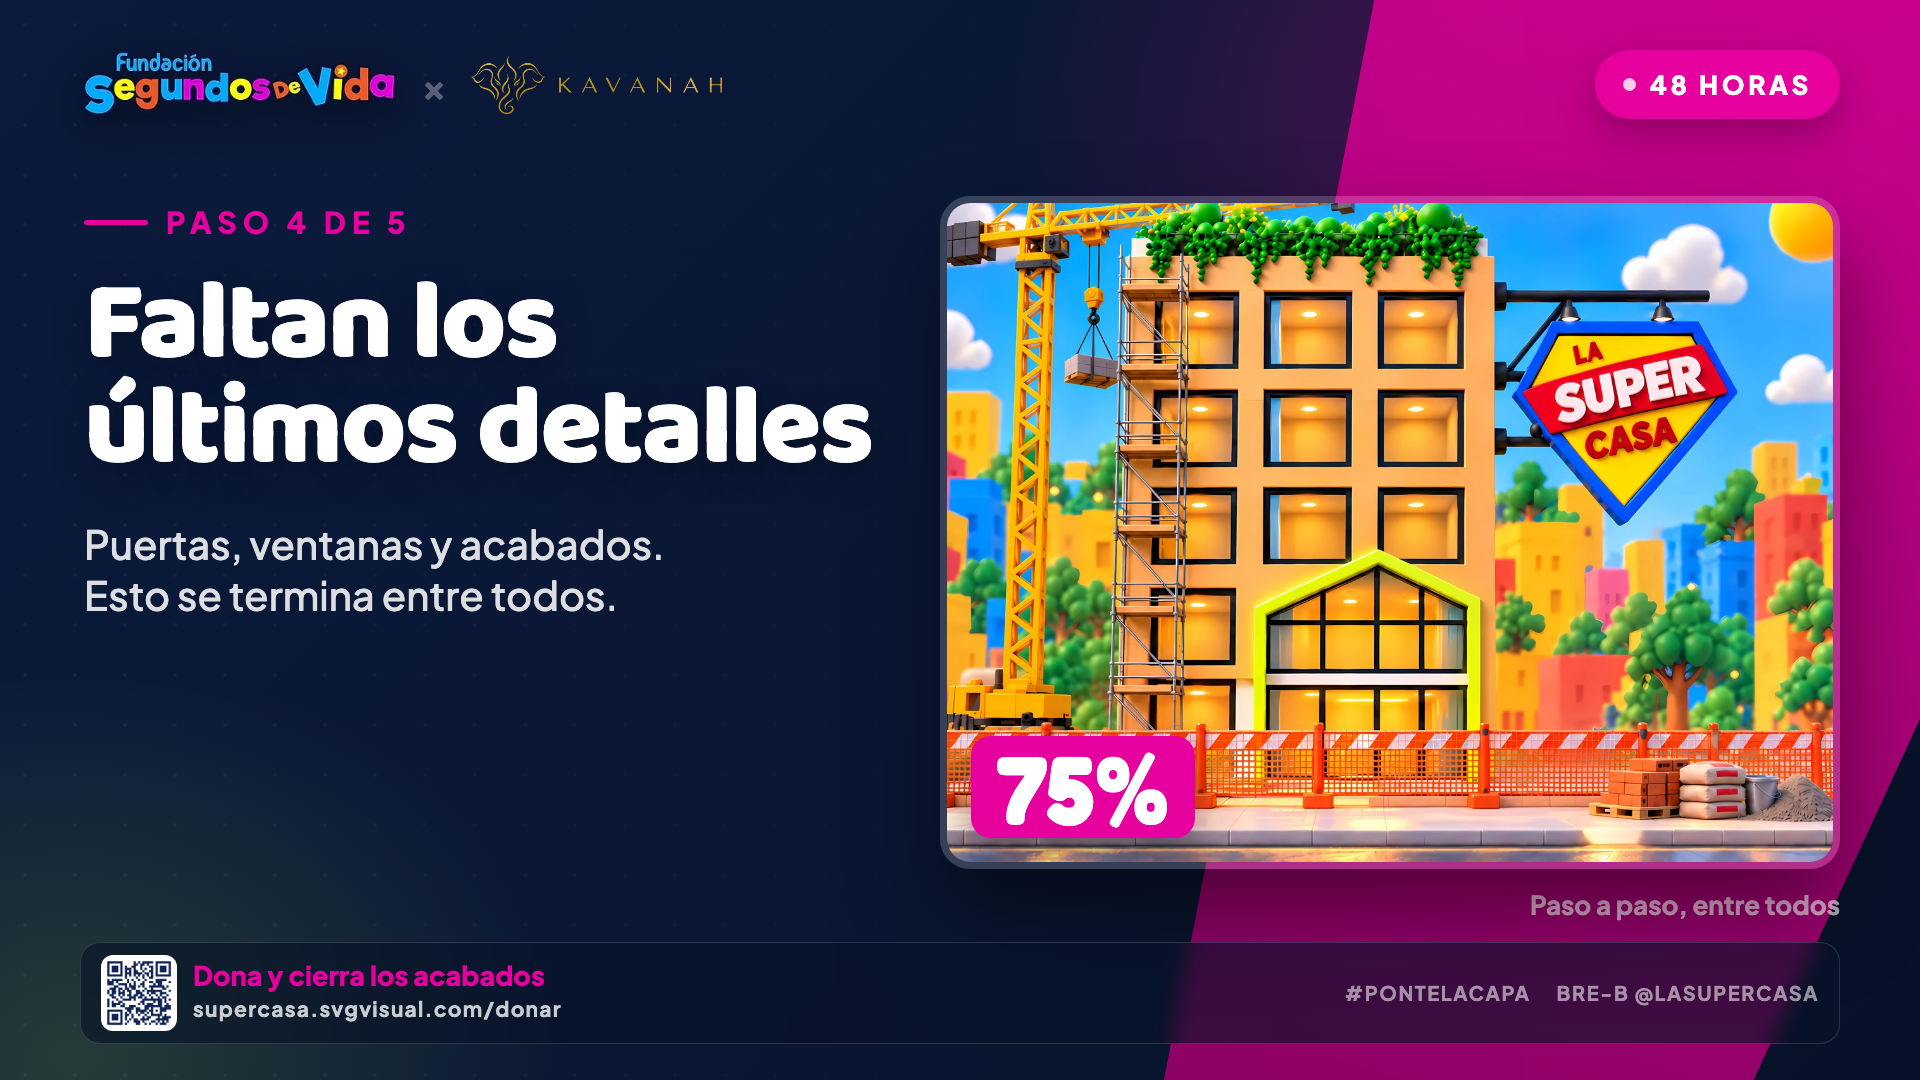 Fundación
Segundos de Vida × KAVANAH
48 HORAS
PASO 4 DE 5
Faltan los
últimos detalles
Puertas, ventanas y acabados.
Esto se termina entre todos.
LA
SUPER
CASA
75%
Paso a paso, entre todos
Dona y cierra los acabados
supercasa.svgvisual.com/donar
#PONTELACAPA BRE-B @LASUPERCASA